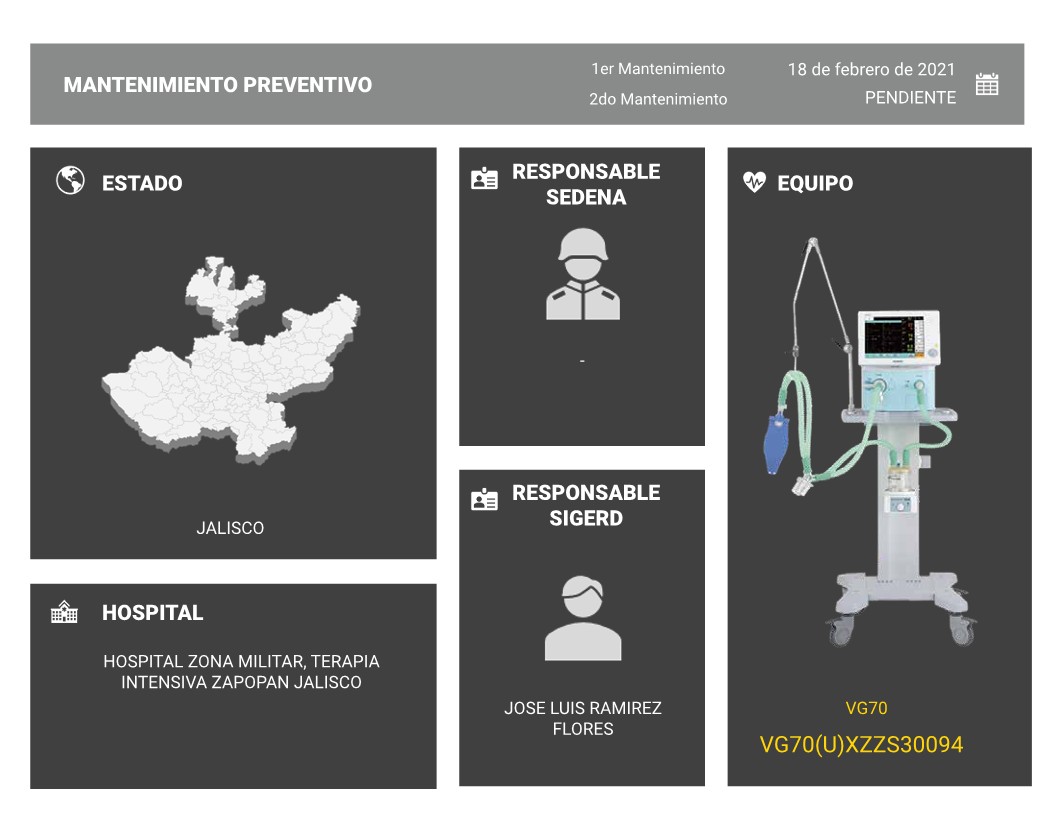 MANTENIMIENTO PREVENTIVO
1er Mantenimiento
18 de febrero de 2021
2do Mantenimiento
PENDIENTE
ESTADO
JALISCO
HOSPITAL
HOSPITAL ZONA MILITAR, TERAPIA
INTENSIVA ZAPOPAN JALISCO
RESPONSABLE
SEDENA
-
RESPONSABLE
SIGERD
JOSE LUIS RAMIREZ
FLORES
EQUIPO
VG70
VG70(U)XZZS30094